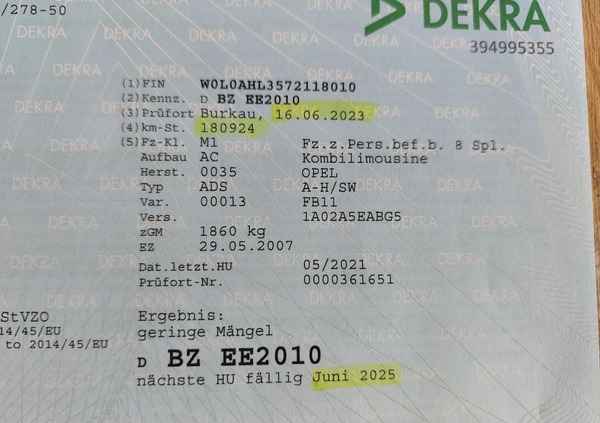 /278-50
DEKRA
394995355
(1) FIN W0L0AHL3572118010
(2) Kennz. D BZ EE2010
(3) Prüfort Burkau, 16.06.2023
(4) km-St. 180924
(5) Fz-Kl. M1 Fz.z.Pers.bef.b. 8 Spl.
Aufbau AC Kombilimousine
Herst. 0035 OPEL
Typ ADS A-H/SW
Var. 00013 FB11
Vers. 1A02A5EABG5
zGM 1860 kg
EZ 29.05.2007
Dat.letzt.HU 05/2021
Prüfort-Nr. 0000361651
StVZO
14/45/EU
to 2014/45/EU
Ergebnis:
geringe Mängel
D BZ EE2010
nächste HU fällig Juni 2025